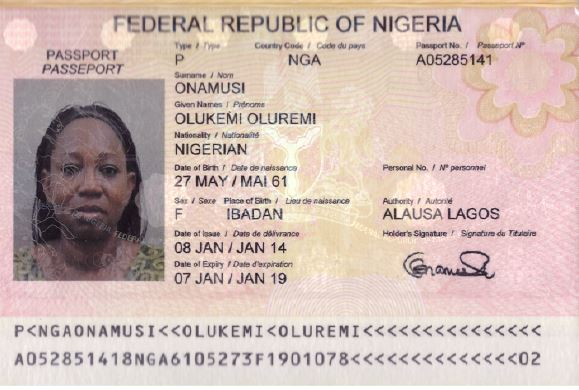 FEDERAL REPUBLIC OF NIGERIA
PASSPORT
PASSEPORT
Type / Type Country Code / Code du pays Passport No. / Passeport Nº
P NGA A05285141
Surname / Nom
ONAMUSI
Given Names / Prénoms
OLUKEMI OLUREMI
Nationality / Nationalité
NIGERIAN
Date of Birth / Date de naissance Personal No. / Nº personnel
27 MAY / MAI 61
Sex / Sexe Place of Birth / Lieu de naissance Authority / Autorité
F IBADAN ALAUSA LAGOS
Date of Issue / Date de délivrance Holder's Signature / Signature du Titulaire
08 JAN / JAN 14
Date of Expiry / Date d'expiration
07 JAN / JAN 19
P<NGAONAMUSI<<OLUKEMI<OLUREMI<<<<<<<<<<<<<<<
A052851418NGA6105273F1901078<<<<<<<<<<<<<<02